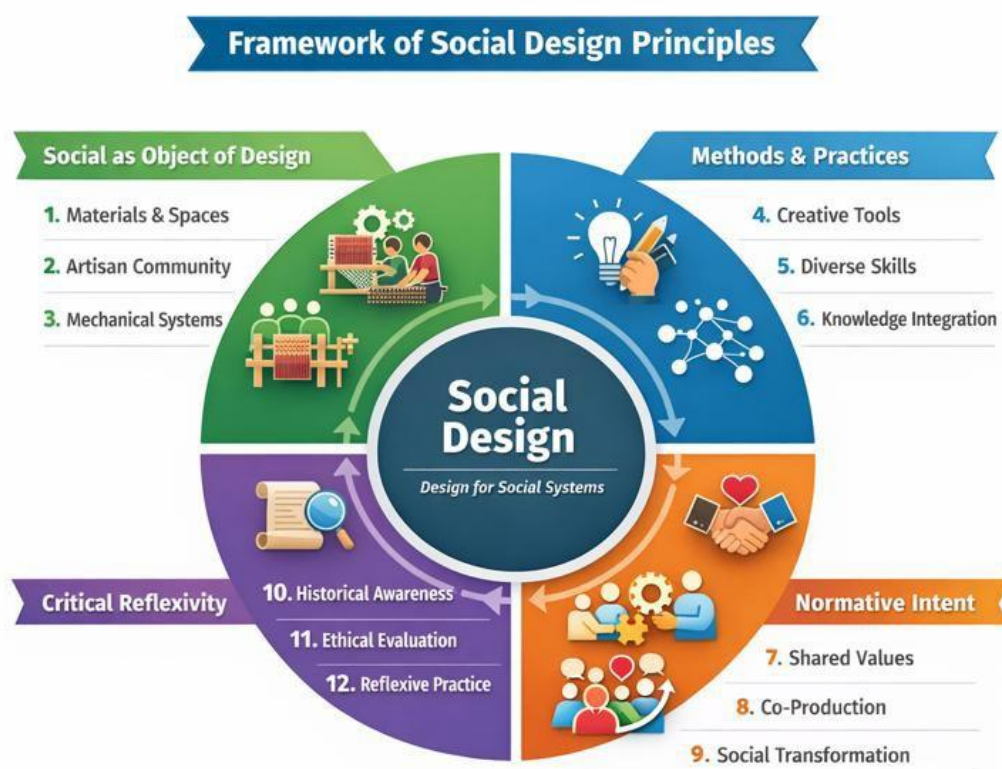 Framework of Social Design Principles
Social as Object of Design
1. Materials & Spaces
2. Artisan Community
3. Mechanical Systems
Methods & Practices
4. Creative Tools
5. Diverse Skills
6. Knowledge Integration
Social
Design
Design for Social Systems
Critical Reflexivity
10. Historical Awareness
11. Ethical Evaluation
12. Reflexive Practice
Normative Intent
7. Shared Values
8. Co-Production
9. Social Transformation